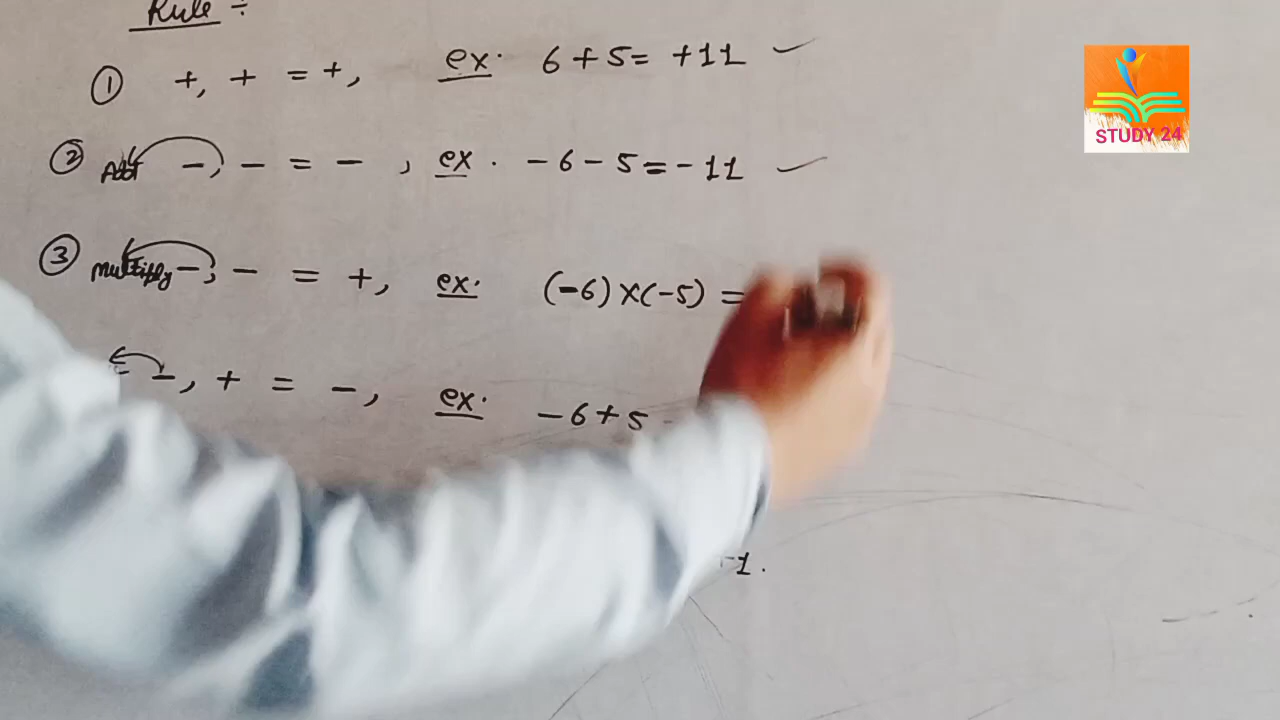 Rule ÷
① +, + = +, ex. 6 + 5 = +11
② Add -, - = - , ex. - 6 - 5 = - 11
③ Multiply -, - = +, ex. (-6) × (-5) =
-, + = -, ex. - 6 + 5
-1.
STUDY 24